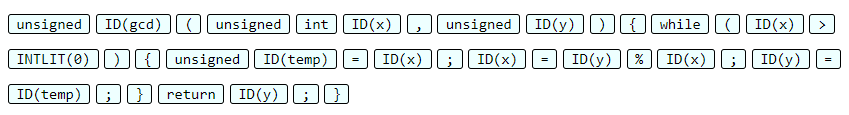 unsigned ID(gcd) ( unsigned int ID(x) , unsigned ID(y) ) { while ( ID(x) >
INTLIT(0) ) { unsigned ID(temp) = ID(x) ; ID(x) = ID(y) % ID(x) ; ID(y) =
ID(temp) ; } return ID(y) ; }